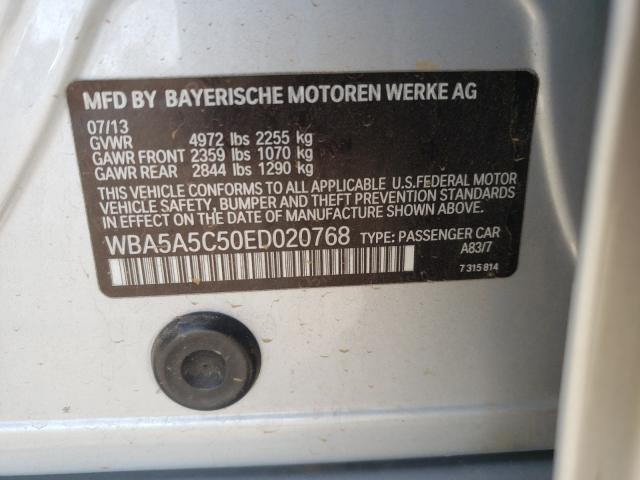 MFD BY BAYERISCHE MOTOREN WERKE AG
07/13
GVWR 4972 lbs 2255 kg
GAWR FRONT 2359 lbs 1070 kg
GAWR REAR 2844 lbs 1290 kg
THIS VEHICLE CONFORMS TO ALL APPLICABLE U.S.FEDERAL MOTOR
VEHICLE SAFETY, BUMPER AND THEFT PREVENTION STANDARDS
IN EFFECT ON THE DATE OF MANUFACTURE SHOWN ABOVE.
WBA5A5C50ED020768 TYPE: PASSENGER CAR
A83/7
7 315 814